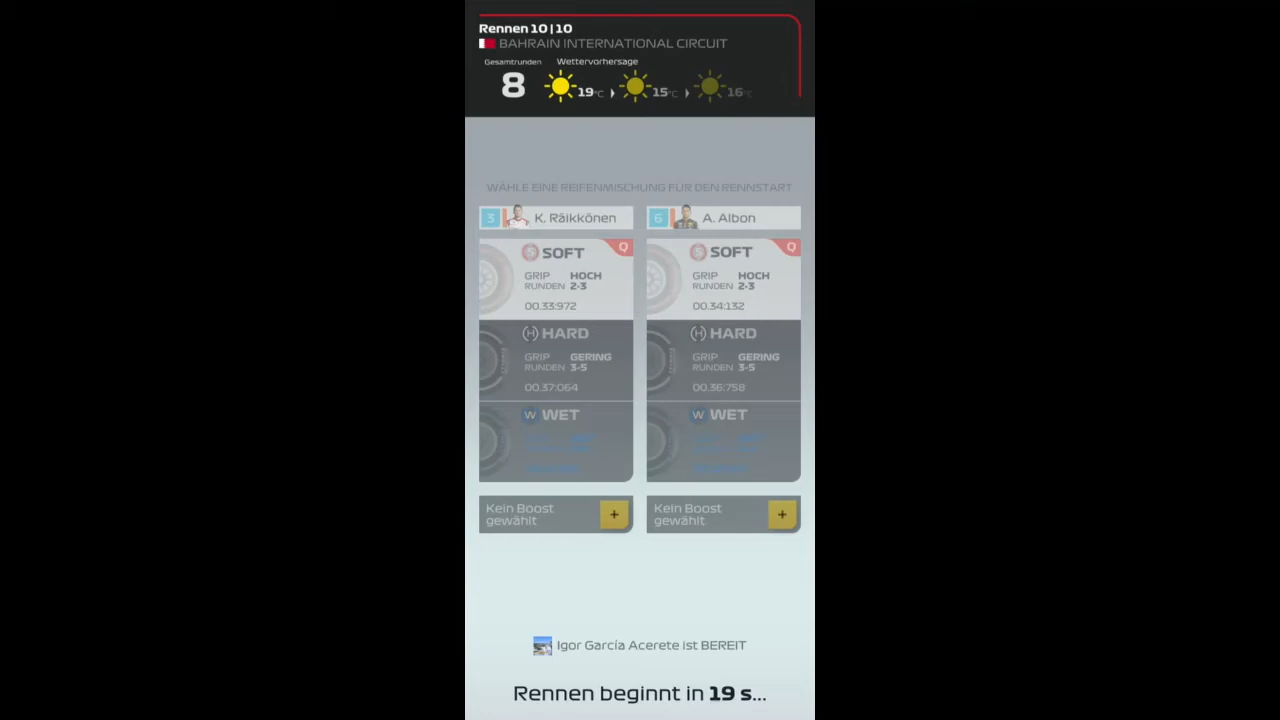 Rennen 10|10
BAHRAIN INTERNATIONAL CIRCUIT
Gesamtrunden
Wettervorhersage
8
19°C
15°C
16°C
WÄHLE EINE REIFENMISCHUNG FÜR DEN RENNSTART
3 K. Räikkönen
6 A. Albon
S SOFT Q
GRIP HOCH
RUNDEN 2-3
00.33:972
S SOFT Q
GRIP HOCH
RUNDEN 2-3
00.34:132
H HARD
GRIP GERING
RUNDEN 3-5
00.37:064
H HARD
GRIP GERING
RUNDEN 3-5
00.36:758
W WET
W WET
Kein Boost
gewählt +
Kein Boost
gewählt +
Igor García Acerete ist BEREIT
Rennen beginnt in 19 s...